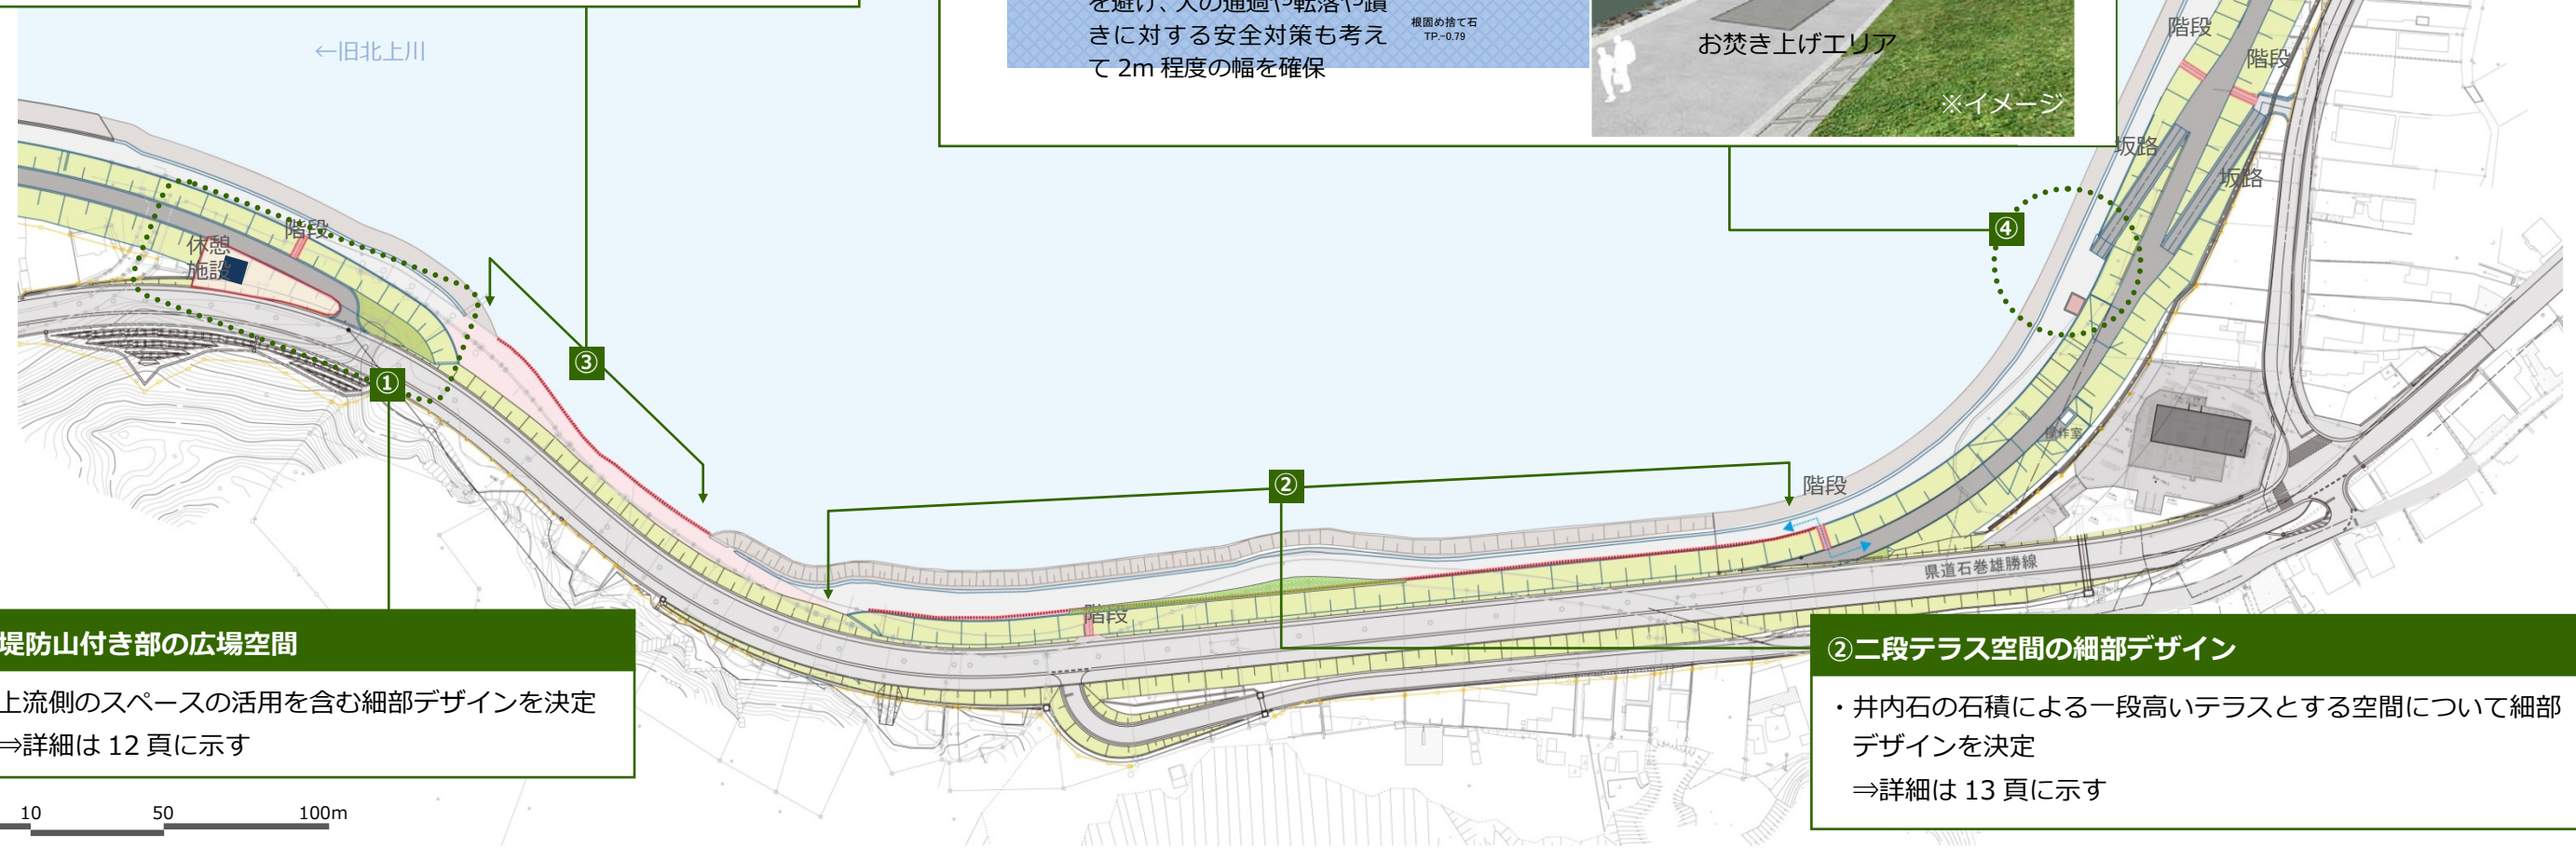 を避け、人の通過や転落や躓
きに対する安全対策も考え
て 2m 程度の幅を確保
根固め捨て石
TP.-0.79
お焚き上げエリア
※イメージ
←旧北上川
階段
階段
坂路
坂路
階段
休憩
施設
①
③
②
④
階段
階段
操作室
県道石巻雄勝線
堤防山付き部の広場空間
上流側のスペースの活用を含む細部デザインを決定
⇒詳細は 12 頁に示す
②二段テラス空間の細部デザイン
・井内石の石積による一段高いテラスとする空間について細部
デザインを決定
⇒詳細は 13 頁に示す
10 50 100m